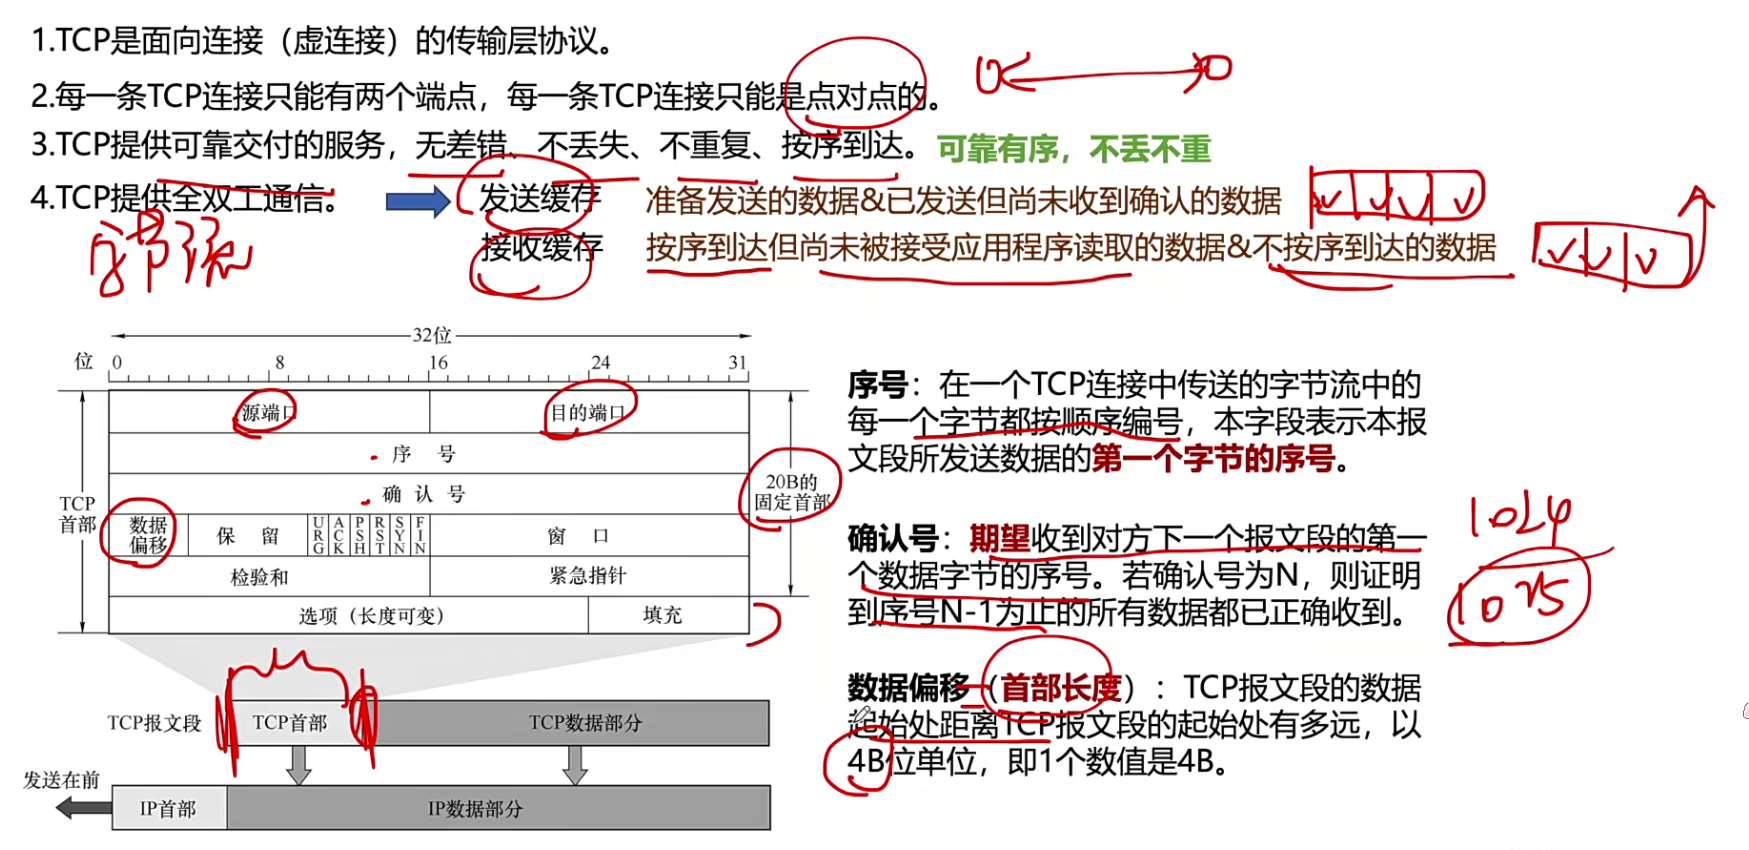 1.TCP是面向连接（虚连接）的传输层协议。
2.每一条TCP连接只能有两个端点，每一条TCP连接只能是点对点的。
3.TCP提供可靠交付的服务，无差错、不丢失、不重复、按序到达。 可靠有序，不丢不重
4.TCP提供全双工通信。 发送缓存 准备发送的数据&已发送但尚未收到确认的数据
字节流 接收缓存 按序到达但尚未被接受应用程序读取的数据&不按序到达的数据
32位
位 0 8 16 24 31
源端口 目的端口
序 号
确 认 号
TCP首部
20B的固定首部
数据偏移 保 留 URG ACK PSH RST SYN FIN 窗 口
检验和 紧急指针
选项（长度可变） 填充
TCP报文段 TCP首部 TCP数据部分
发送在前
IP首部 IP数据部分
序号：在一个TCP连接中传送的字节流中的
每一个字节都按顺序编号，本字段表示本报
文段所发送数据的第一个字节的序号。
确认号：期望收到对方下一个报文段的第一
个数据字节的序号。若确认号为N，则证明
到序号N-1为止的所有数据都已正确收到。
1024
1025
数据偏移（首部长度）：TCP报文段的数据
起始处距离TCP报文段的起始处有多远，以
4B位单位，即1个数值是4B。